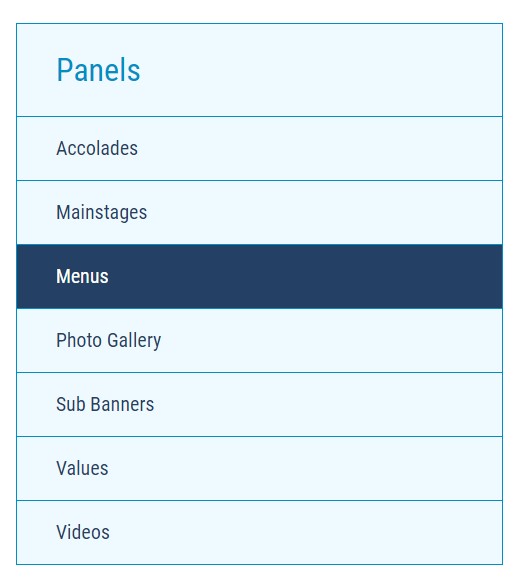 Panels
Accolades
Mainstages
Menus
Photo Gallery
Sub Banners
Values
Videos